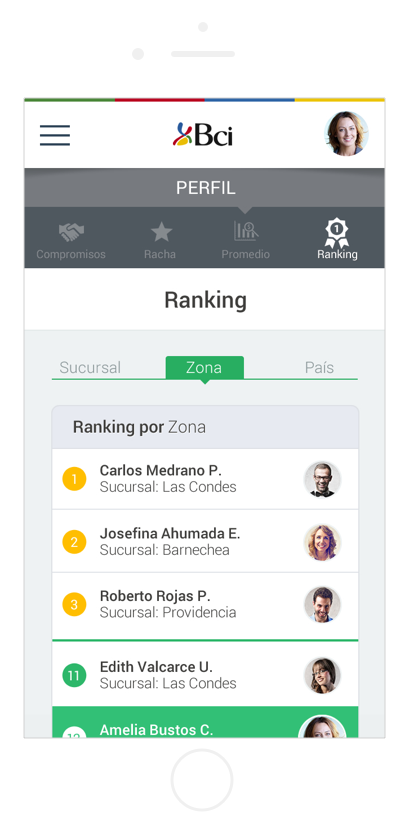 Bci
PERFIL
Compromisos
Racha
Promedio
1
Ranking
Ranking
Sucursal
Zona
País
Ranking por Zona
1
Carlos Medrano P.
Sucursal: Las Condes
2
Josefina Ahumada E.
Sucursal: Barnechea
3
Roberto Rojas P.
Sucursal: Providencia
11
Edith Valcarce U.
Sucursal: Las Condes
12
Amelia Bustos C.